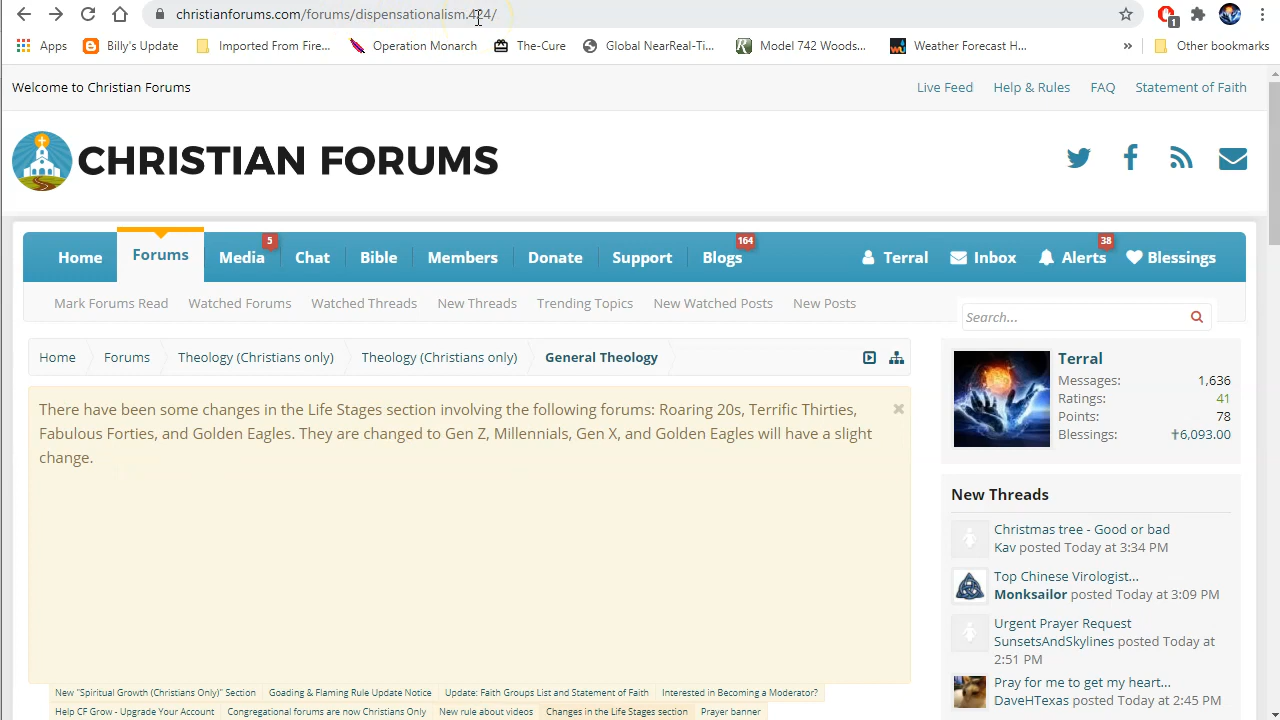 christianforums.com/forums/dispensationalism.424/
1
Apps Billy's Update Imported From Fire... Operation Monarch The-Cure Global NearReal-Ti... Model 742 Woods... Weather Forecast H... » Other bookmarks
Welcome to Christian Forums Live Feed Help & Rules FAQ Statement of Faith
CHRISTIAN FORUMS
5 164 38
Home Forums Media Chat Bible Members Donate Support Blogs Terral Inbox Alerts Blessings
Mark Forums Read Watched Forums Watched Threads New Threads Trending Topics New Watched Posts New Posts
Search...
Home Forums Theology (Christians only) Theology (Christians only) General Theology
There have been some changes in the Life Stages section involving the following forums: Roaring 20s, Terrific Thirties,
Fabulous Forties, and Golden Eagles. They are changed to Gen Z, Millennials, Gen X, and Golden Eagles will have a slight
change.
New "Spiritual Growth (Christians Only)" Section Goading & Flaming Rule Update Notice Update: Faith Groups List and Statement of Faith Interested in Becoming a Moderator?
Help CF Grow - Upgrade Your Account Congregational forums are now Christians Only New rule about videos Changes in the Life Stages section Prayer banner
Terral
Messages: 1,636
Ratings: 41
Points: 78
Blessings: ✝6,093.00
New Threads
Christmas tree - Good or bad
Kav posted Today at 3:34 PM
Top Chinese Virologist...
Monksailor posted Today at 3:09 PM
Urgent Prayer Request
SunsetsAndSkylines posted Today at
2:51 PM
Pray for me to get my heart...
DaveHTexas posted Today at 2:45 PM